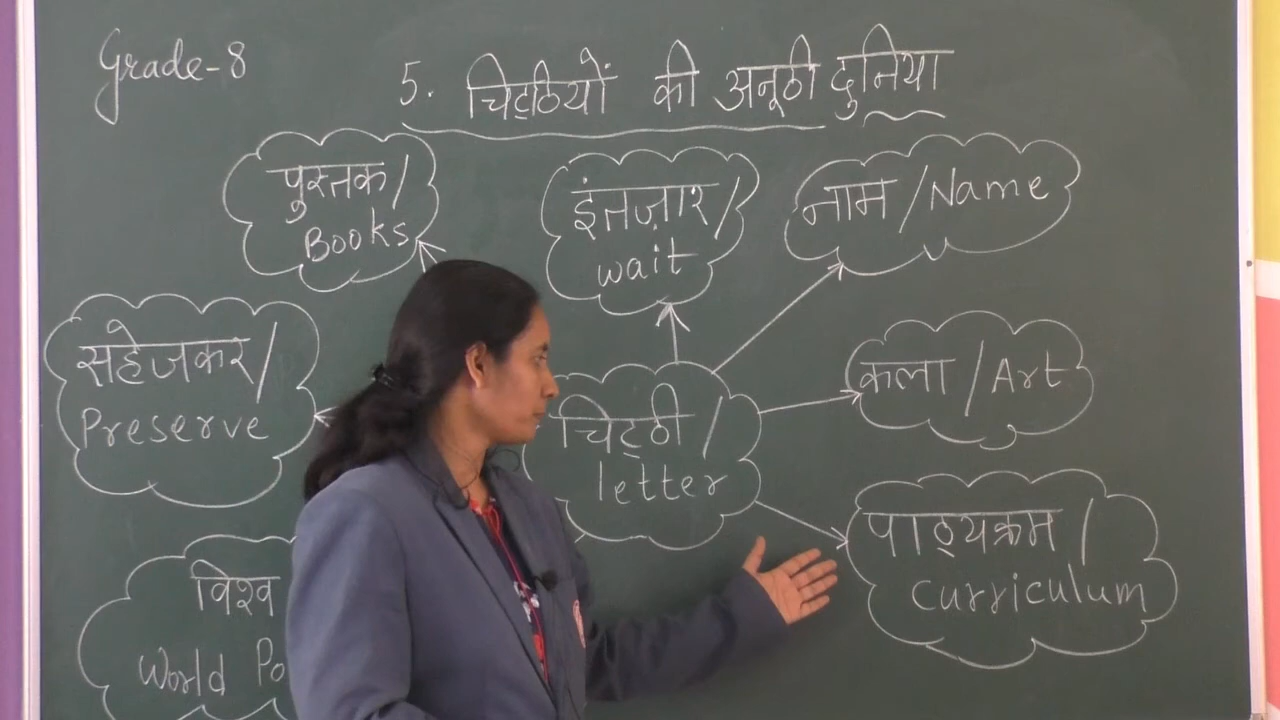 Grade-8
5. चिट्ठियों की अनूठी दुनिया
पुस्तक/
Books
इंतज़ार/
wait
नाम/Name
सहेजकर/
Preserve
चिट्ठी/
letter
कला/Art
पाठ्यक्रम/
Curriculum
विश्व
World